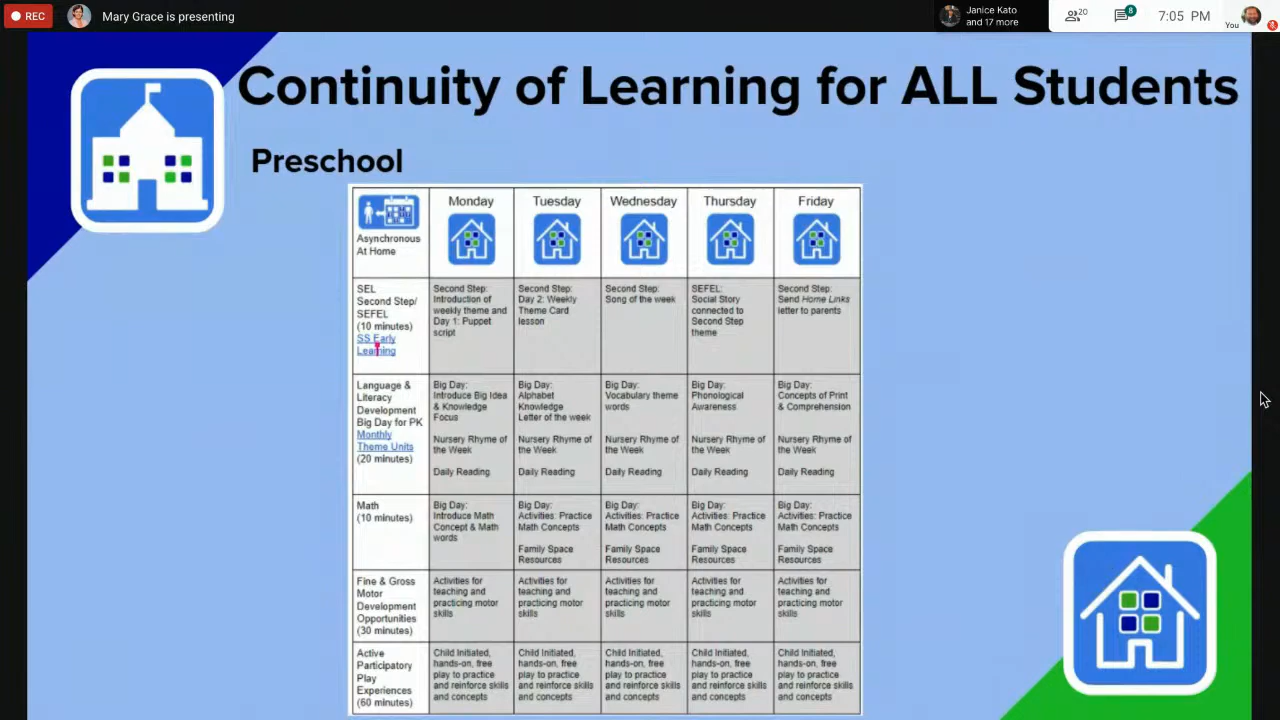 REC
Mary Grace is presenting
Janice Kato
and 17 more
20
8
7:05 PM
You
Continuity of Learning for ALL Students
Preschool
Asynchronous
At Home
Monday
Tuesday
Wednesday
Thursday
Friday
SEL
Second Step/
SEFEL
(10 minutes)
SS Early
Learning
Second Step:
Introduction of
weekly theme and
Day 1: Puppet
script
Second Step:
Day 2: Weekly
Theme Card
lesson
Second Step:
Song of the week
SEFEL:
Social Story
connected to
Second Step
theme
Second Step:
Send Home Links
letter to parents
Language &
Literacy
Development
Big Day for PK
Monthly
Theme Units
(20 minutes)
Big Day:
Introduce Big Idea
& Knowledge
Focus
Nursery Rhyme of
the Week
Daily Reading
Big Day:
Alphabet
Knowledge
Letter of the week
Nursery Rhyme of
the Week
Daily Reading
Big Day:
Vocabulary theme
words
Nursery Rhyme of
the Week
Daily Reading
Big Day:
Phonological
Awareness
Nursery Rhyme of
the Week
Daily Reading
Big Day:
Concepts of Print
& Comprehension
Nursery Rhyme of
the Week
Daily Reading
Math
(10 minutes)
Big Day:
Introduce Math
Concept & Math
words
Big Day:
Activities: Practice
Math Concepts
Family Space
Resources
Big Day:
Activities: Practice
Math Concepts
Family Space
Resources
Big Day:
Activities: Practice
Math Concepts
Family Space
Resources
Big Day:
Activities: Practice
Math Concepts
Family Space
Resources
Fine & Gross
Motor
Development
Opportunities
(30 minutes)
Activities for
teaching and
practicing motor
skills
Activities for
teaching and
practicing motor
skills
Activities for
teaching and
practicing motor
skills
Activities for
teaching and
practicing motor
skills
Activities for
teaching and
practicing motor
skills
Active
Participatory
Play
Experiences
(60 minutes)
Child Initiated,
hands-on, free
play to practice
and reinforce skills
and concepts
Child Initiated,
hands-on, free
play to practice
and reinforce skills
and concepts
Child Initiated,
hands-on, free
play to practice
and reinforce skills
and concepts
Child Initiated,
hands-on, free
play to practice
and reinforce skills
and concepts
Child Initiated,
hands-on, free
play to practice
and reinforce skills
and concepts